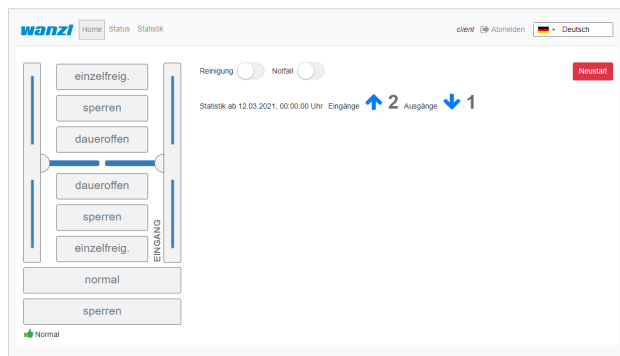 wanzl Home Status Statistik client Abmelden Deutsch
einzelfreig.
sperren
daueroffen
daueroffen
sperren
einzelfreig.
EINGANG
normal
sperren
Normal
Reinigung Notfall Neustart
Statistik ab 12.03.2021, 00:00:00 Uhr Eingänge 2 Ausgänge 1